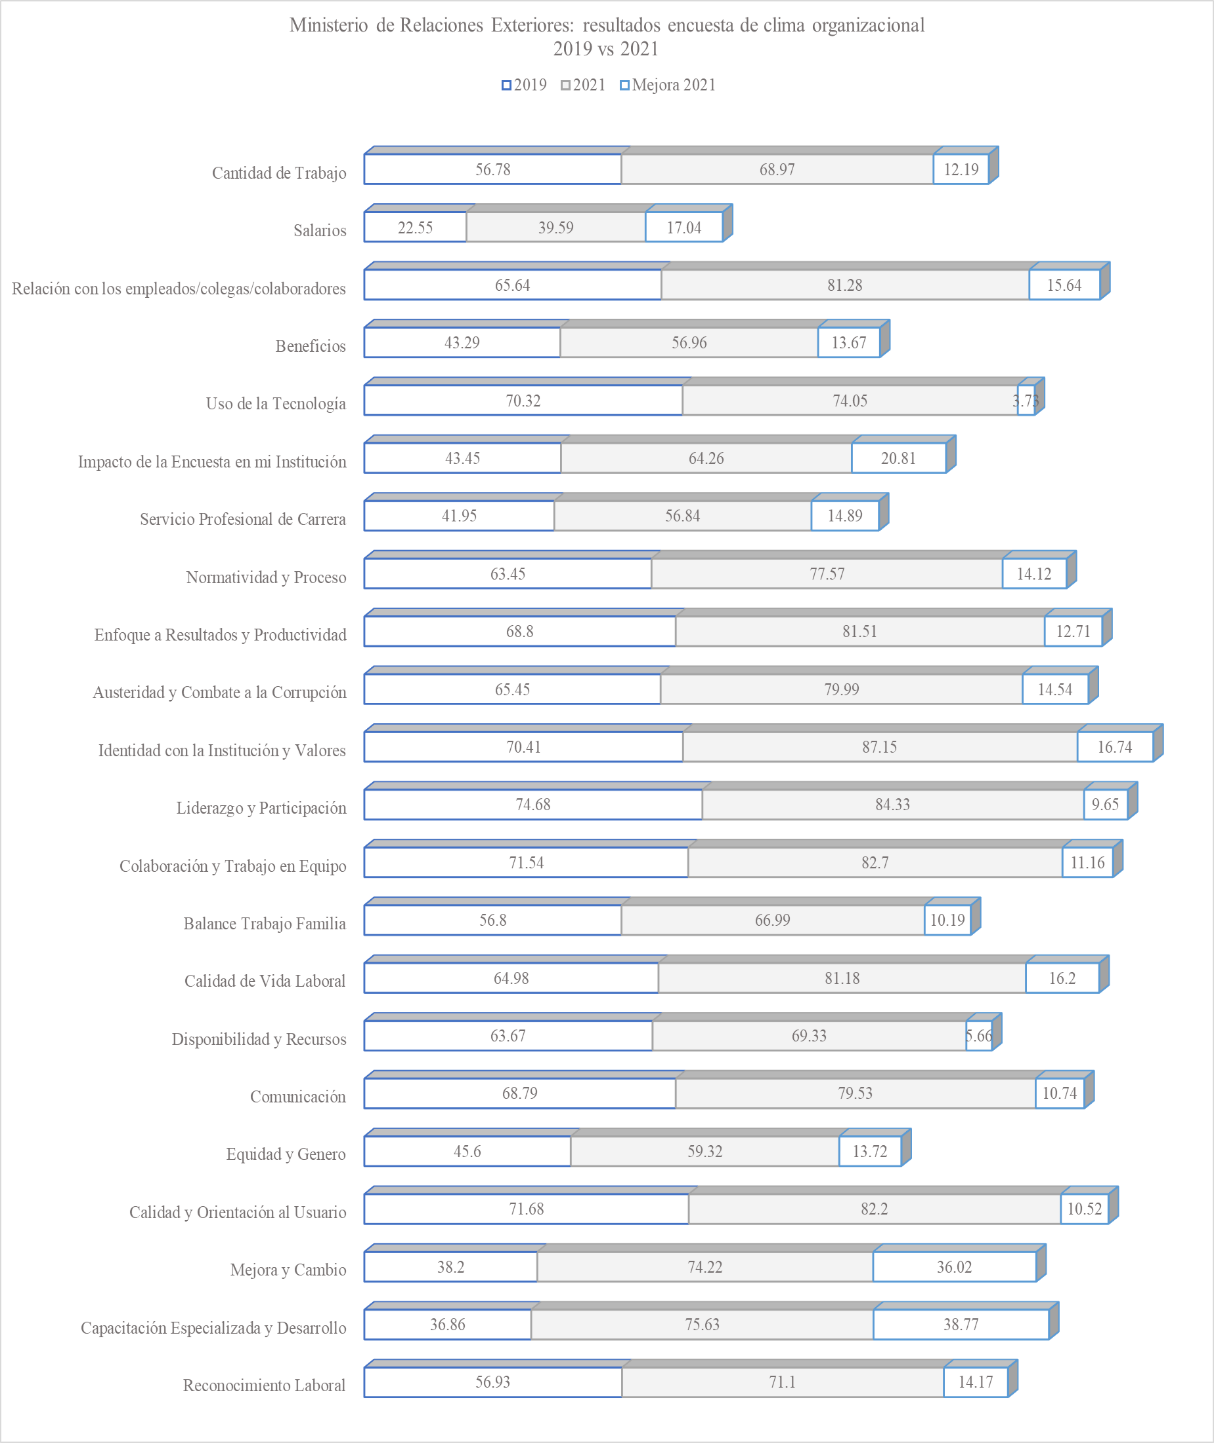 Ministerio de Relaciones Exteriores: resultados encuesta de clima organizacional
2019 vs 2021
2019 2021 Mejora 2021
Cantidad de Trabajo 56.78 68.97 12.19
Salarios 22.55 39.59 17.04
Relación con los empleados/colegas/colaboradores 65.64 81.28 15.64
Beneficios 43.29 56.96 13.67
Uso de la Tecnología 70.32 74.05 3.73
Impacto de la Encuesta en mi Institución 43.45 64.26 20.81
Servicio Profesional de Carrera 41.95 56.84 14.89
Normatividad y Proceso 63.45 77.57 14.12
Enfoque a Resultados y Productividad 68.8 81.51 12.71
Austeridad y Combate a la Corrupción 65.45 79.99 14.54
Identidad con la Institución y Valores 70.41 87.15 16.74
Liderazgo y Participación 74.68 84.33 9.65
Colaboración y Trabajo en Equipo 71.54 82.7 11.16
Balance Trabajo Familia 56.8 66.99 10.19
Calidad de Vida Laboral 64.98 81.18 16.2
Disponibilidad y Recursos 63.67 69.33 5.66
Comunicación 68.79 79.53 10.74
Equidad y Genero 45.6 59.32 13.72
Calidad y Orientación al Usuario 71.68 82.2 10.52
Mejora y Cambio 38.2 74.22 36.02
Capacitación Especializada y Desarrollo 36.86 75.63 38.77
Reconocimiento Laboral 56.93 71.1 14.17